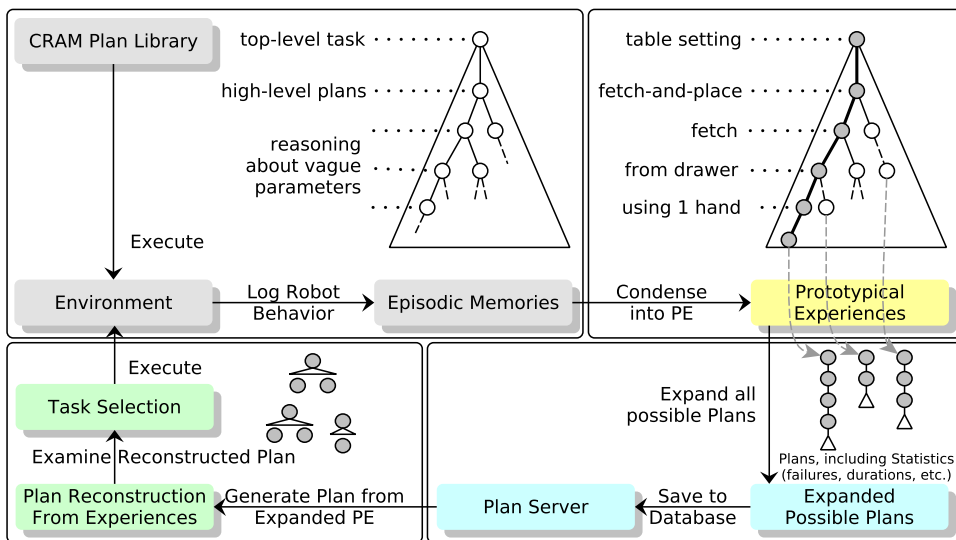 CRAM Plan Library
top-level task
high-level plans
reasoning
about vague
parameters
Execute
Environment
Log Robot
Behavior
Episodic Memories
table setting
fetch-and-place
fetch
from drawer
using 1 hand
Condense
into PE
Prototypical
Experiences
Execute
Task Selection
Examine Reconstructed Plan
Plan Reconstruction
From Experiences
Generate Plan from
Expanded PE
Plan Server
Save to
Database
Expand all
possible Plans
Plans, including Statistics
(failures, durations, etc.)
Expanded
Possible Plans